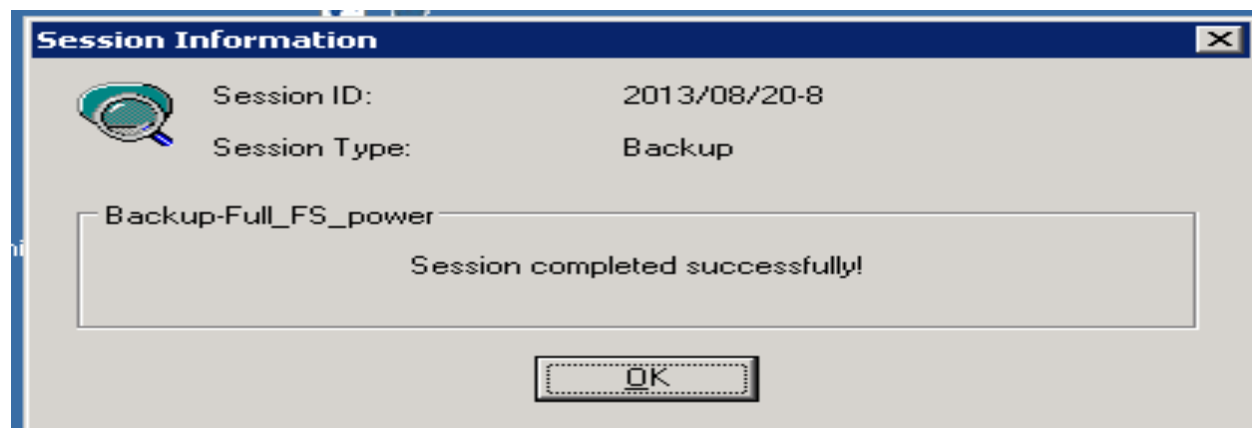 Session Information
Session ID: 2013/08/20-8
Session Type: Backup
Backup-Full_FS_power
Session completed successfully!
OK